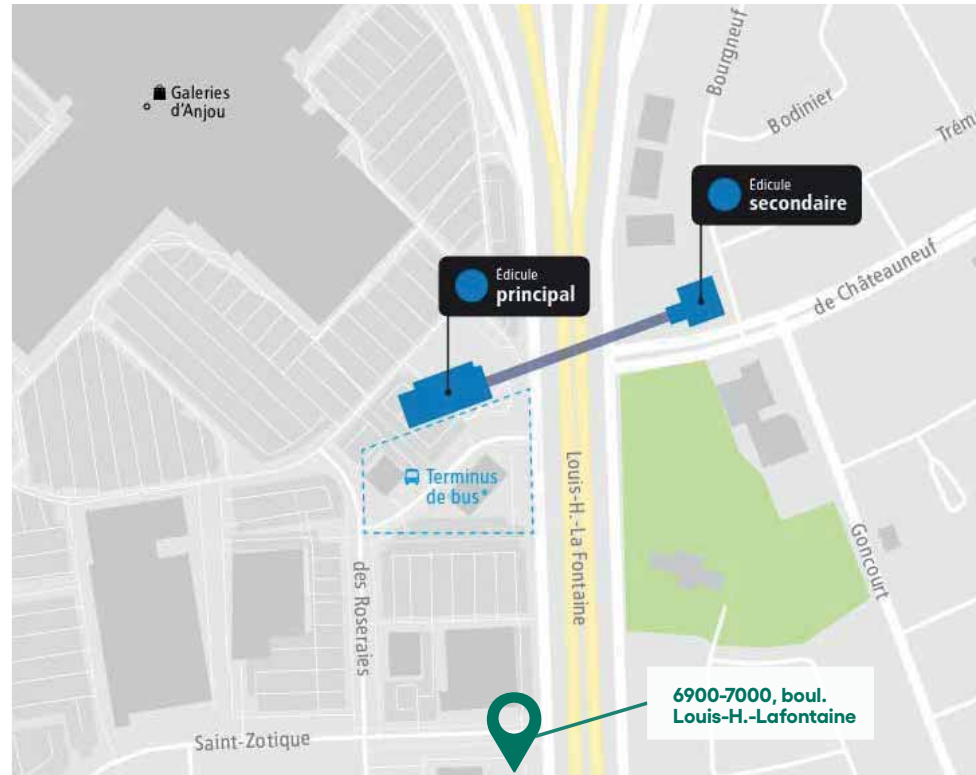 Galeries
d'Anjou
Bourgneuf
Bodinier
Trém
Édicule
secondaire
Édicule
principal
de Châteauneuf
Terminus
de bus*
Louis-H.-La Fontaine
Goncourt
des Roseraies
6900-7000, boul.
Louis-H.-Lafontaine
Saint-Zotique